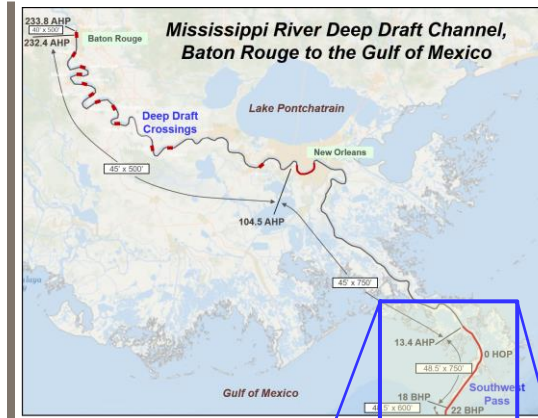 Mississippi River Deep Draft Channel,
Baton Rouge to the Gulf of Mexico
233.8 AHP
40' x 500'
232.4 AHP
Baton Rouge
Deep Draft
Crossings
Lake Pontchatrain
New Orleans
45' x 500'
104.5 AHP
45' x 750'
13.4 AHP
0 HOP
48.5' x 750'
Southwest
Pass
Gulf of Mexico
18 BHP
22 BHP